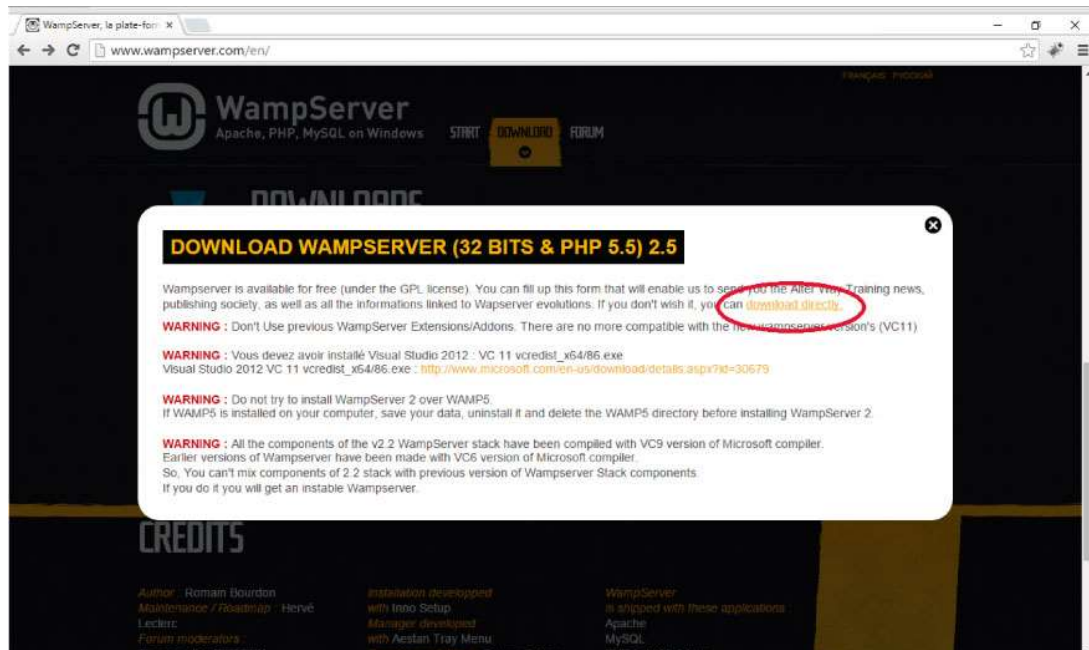 WampServer, la plate-for
www.wampserver.com/en/
FRANÇAIS РУССКИЙ
WampServer
Apache, PHP, MySQL on Windows
START DOWNLOAD FORUM
DOWNLOADS
DOWNLOAD WAMPSERVER (32 BITS & PHP 5.5) 2.5
Wampserver is available for free (under the GPL license). You can fill up this form that will enable us to send you the Alter Way Training news,
publishing society, as well as all the informations linked to Wapserver evolutions. If you don't wish it, you can download directly.
WARNING : Don't Use previous WampServer Extensions/Addons. There are no more compatible with the new wampserver version's (VC11)
WARNING : Vous devez avoir installé Visual Studio 2012 : VC 11 vcredist_x64/86.exe
Visual Studio 2012 VC 11 vcredist_x64/86.exe : http://www.microsoft.com/en-us/download/details.aspx?id=30679
WARNING : Do not try to install WampServer 2 over WAMP5.
If WAMP5 is installed on your computer, save your data, uninstall it and delete the WAMP5 directory before installing WampServer 2.
WARNING : All the components of the v2.2 WampServer stack have been compiled with VC9 version of Microsoft compiler.
Earlier versions of Wampserver have been made with VC6 version of Microsoft compiler.
So, You can't mix components of 2.2 stack with previous version of Wampserver Stack components.
If you do it you will get an instable Wampserver.
CREDITS
Author : Romain Bourdon
Maintenance / Roadmap : Hervé
Leclerc
Forum moderators :
Installation developped
with Inno Setup
Manager developed
with Aestan Tray Menu
WampServer
is shipped with these applications :
Apache
MySQL